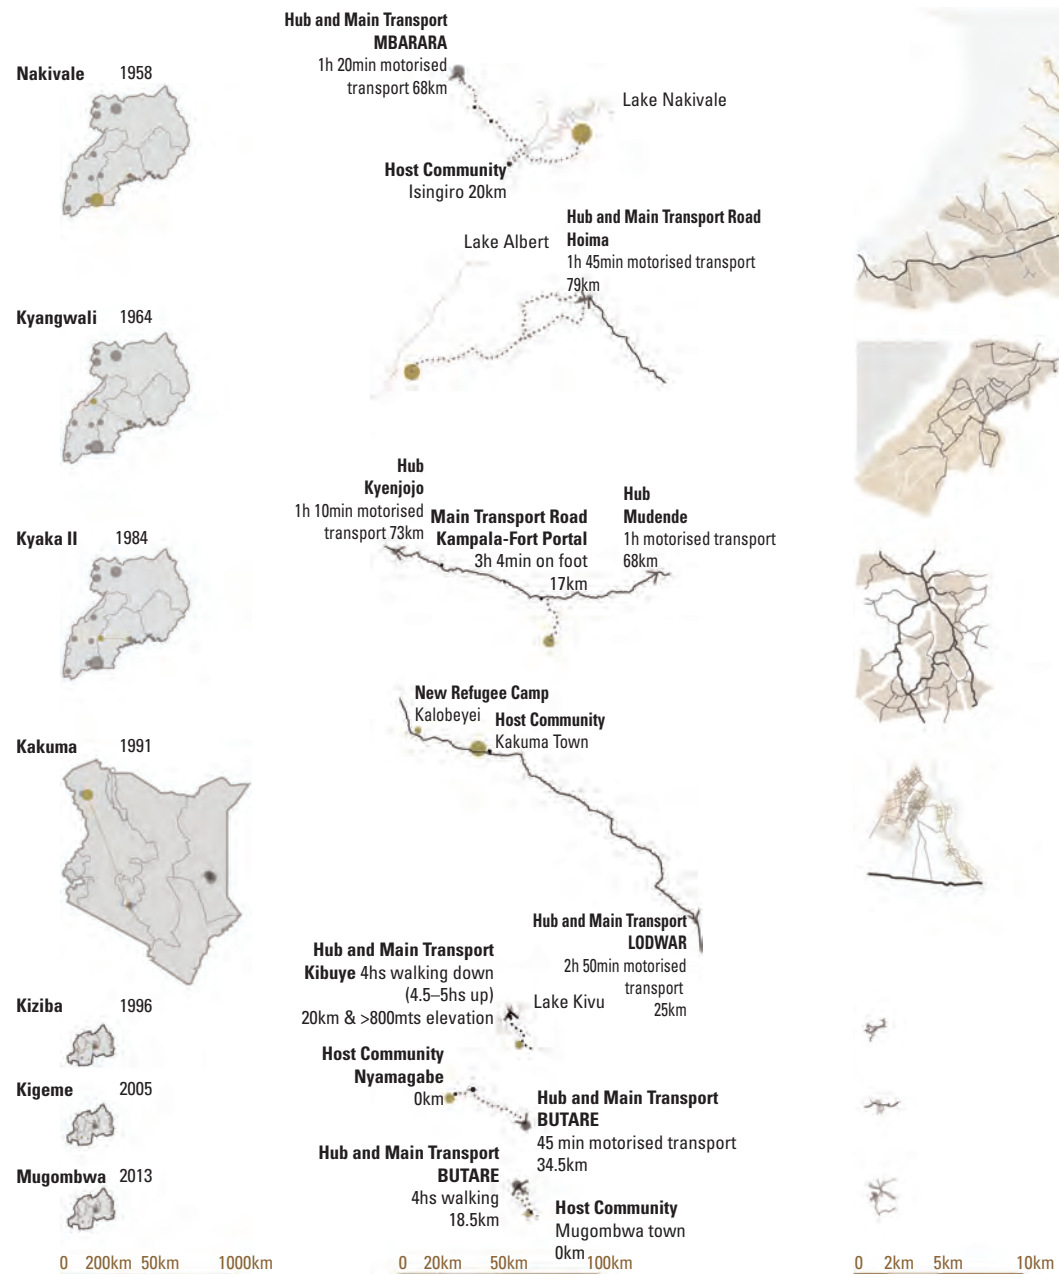 Nakivale 1958
Hub and Main Transport
MBARARA
1h 20min motorised
transport 68km
Lake Nakivale
Host Community
Isingiro 20km
Kyangwali 1964
Lake Albert
Hub and Main Transport Road
Hoima
1h 45min motorised transport
79km
Kyaka II 1984
Hub
Kyenjojo
1h 10min motorised
transport 73km
Main Transport Road
Kampala-Fort Portal
3h 4min on foot
17km
Hub
Mudende
1h motorised transport
68km
Kakuma 1991
New Refugee Camp
Kalobeyei
Host Community
Kakuma Town
Hub and Main Transport
LODWAR
2h 50min motorised
transport
25km
Kiziba 1996
Hub and Main Transport
Kibuye 4hs walking down
(4.5–5hs up)
20km & >800mts elevation
Lake Kivu
Kigeme 2005
Host Community
Nyamagabe
0km
Hub and Main Transport
BUTARE
45 min motorised transport
34.5km
Mugombwa 2013
Hub and Main Transport
BUTARE
4hs walking
18.5km
Host Community
Mugombwa town
0km
0 200km 50km 1000km
0 20km 50km 100km
0 2km 5km 10km